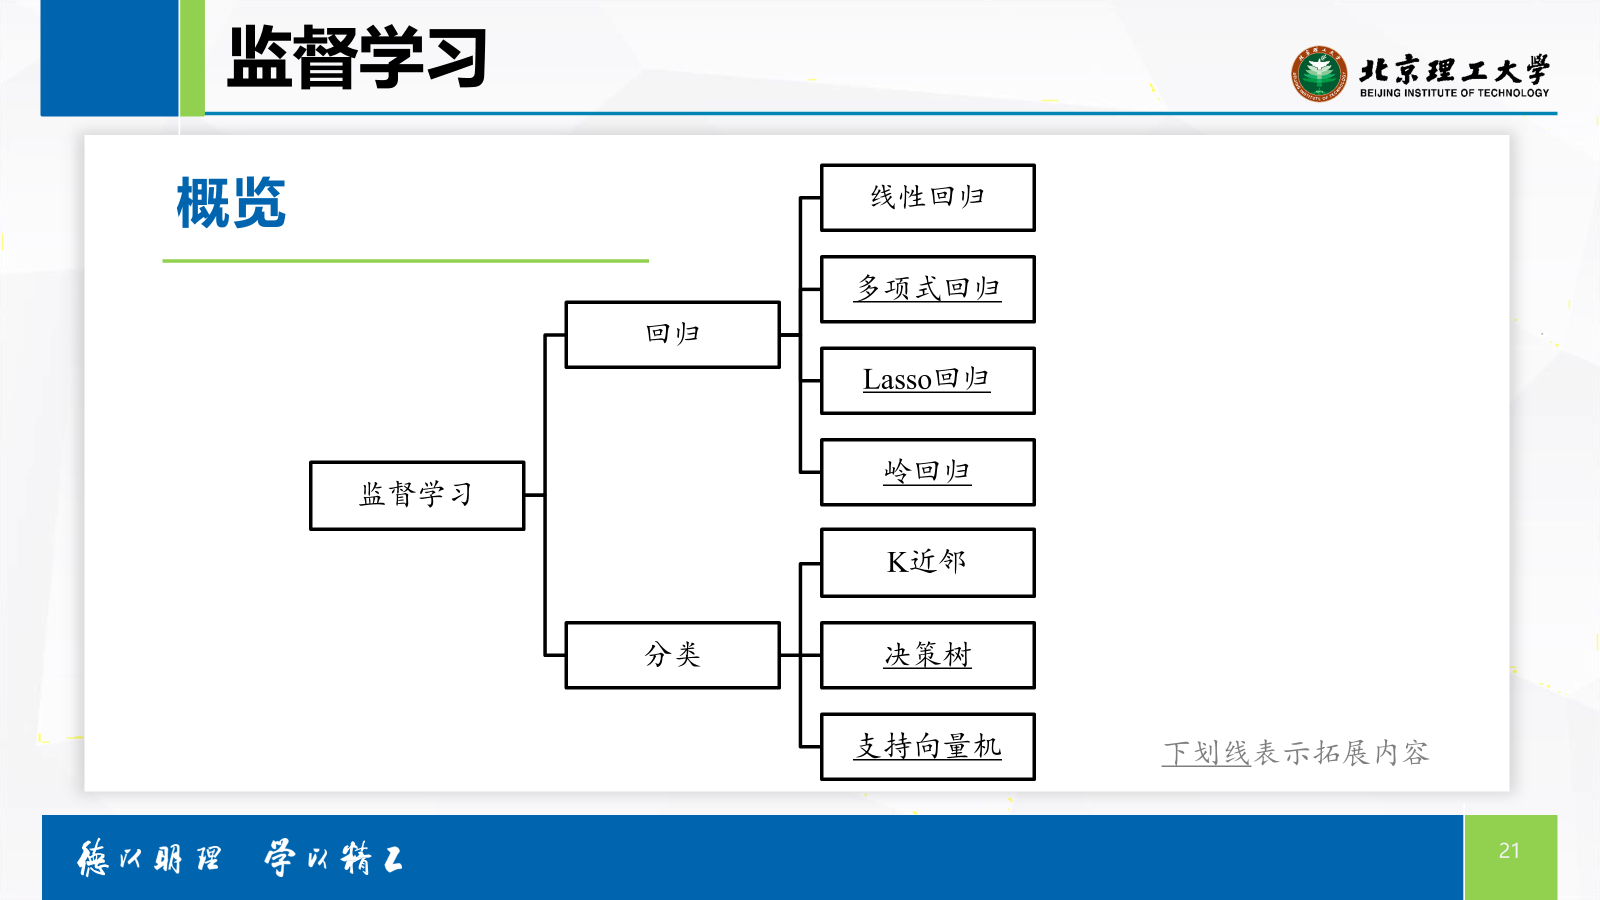 监督学习
北京理工大学
BEIJING INSTITUTE OF TECHNOLOGY
概览
线性回归
多项式回归
回归
Lasso回归
岭回归
监督学习
K近邻
分类
决策树
支持向量机
下划线表示拓展内容
德以明理 学以精工
21